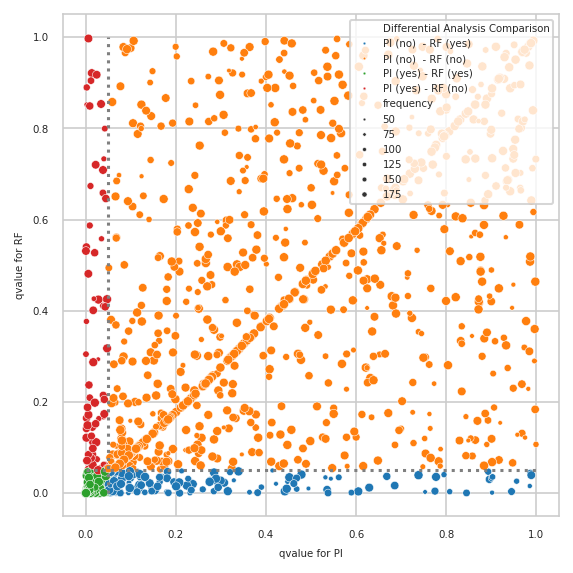 Differential Analysis Comparison
PI (no) - RF (yes)
PI (no) - RF (no)
PI (yes) - RF (yes)
PI (yes) - RF (no)
frequency
50
75
100
125
150
175
1.0
0.8
0.6
0.4
0.2
0.0
qvalue for RF
0.0 0.2 0.4 0.6 0.8 1.0
qvalue for PI